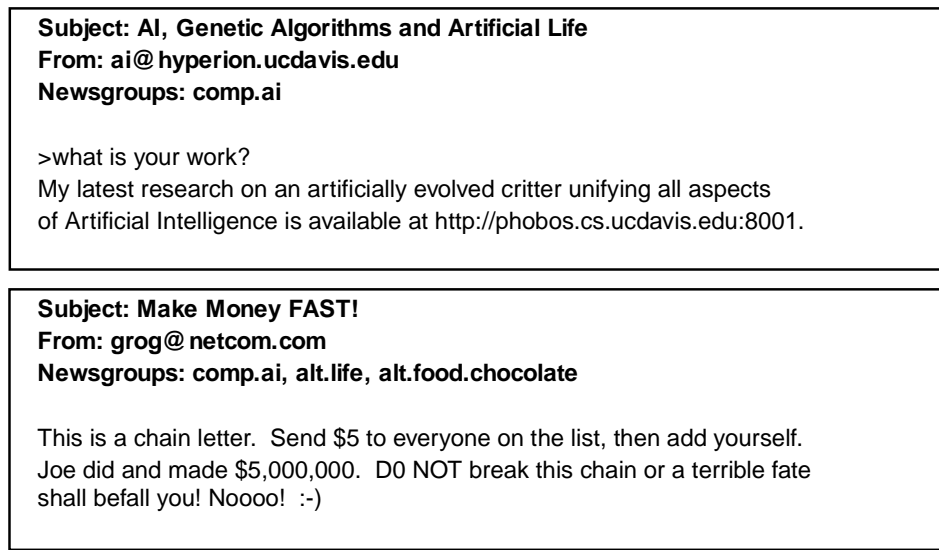 Subject: AI, Genetic Algorithms and Artificial Life
From: ai@hyperion.ucdavis.edu
Newsgroups: comp.ai
>what is your work?
My latest research on an artificially evolved critter unifying all aspects
of Artificial Intelligence is available at http://phobos.cs.ucdavis.edu:8001.
Subject: Make Money FAST!
From: grog@netcom.com
Newsgroups: comp.ai, alt.life, alt.food.chocolate
This is a chain letter.  Send $5 to everyone on the list, then add yourself.
Joe did and made $5,000,000.  D0 NOT break this chain or a terrible fate
shall befall you! Noooo!  :-)